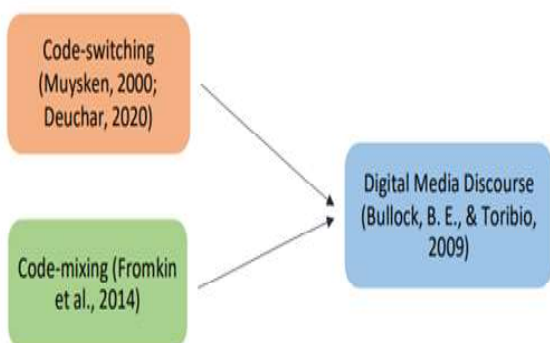 Code-switching
(Muysken, 2000;
Deuchar, 2020)
Digital Media Discourse
(Bullock, B. E., & Toribio,
2009)
Code-mixing (Fromkin
et al., 2014)